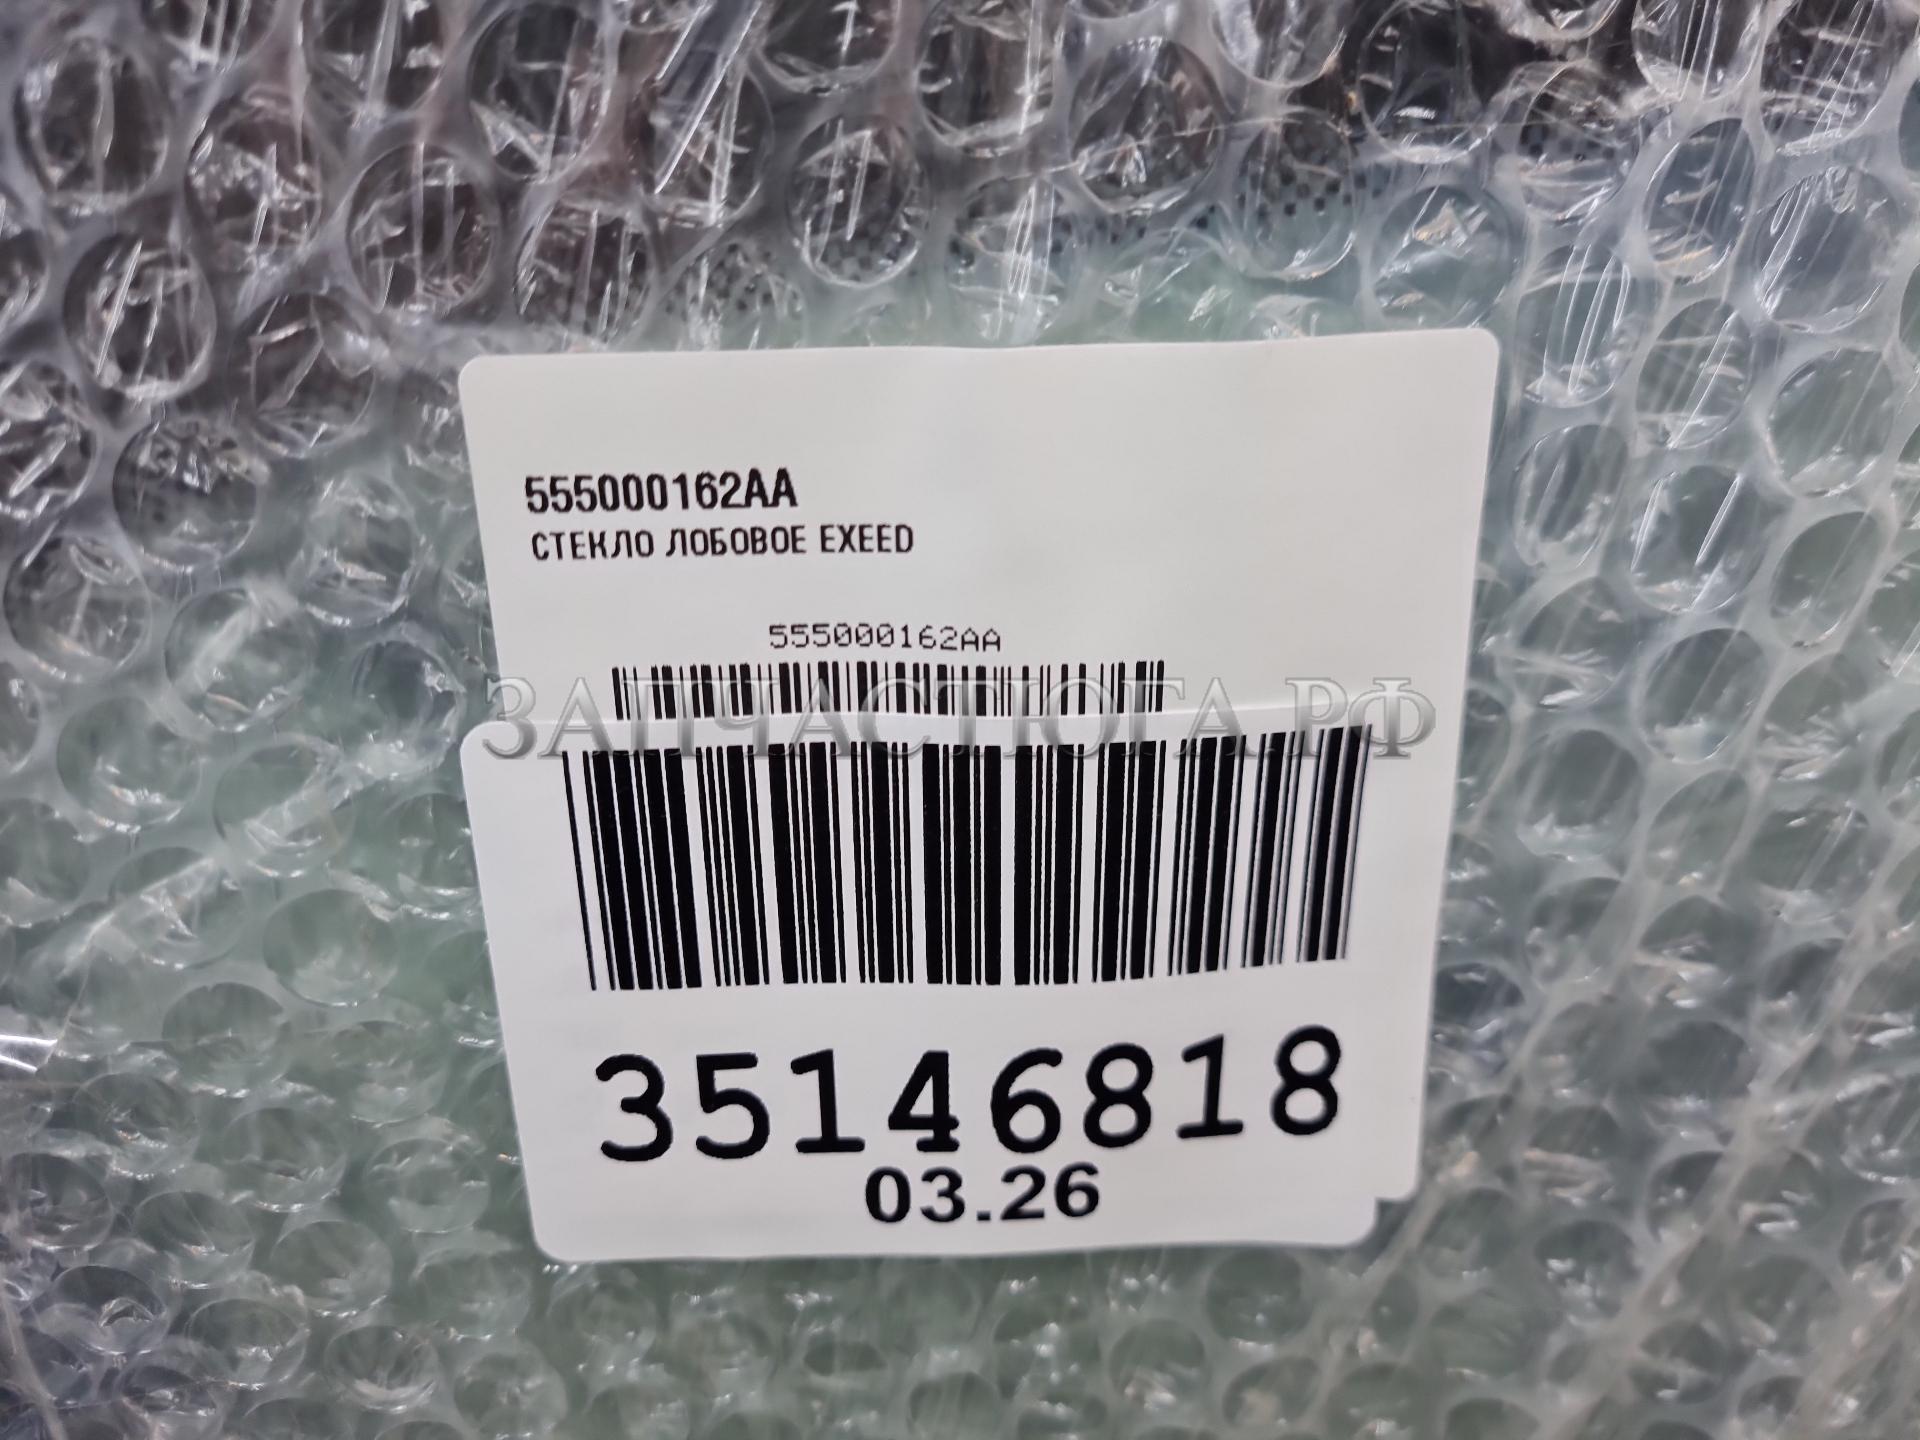 555000162AA
СТЕКЛО ЛОБОВОЕ EXEED
555000162AA
ЗАПЧАСТЮГА.РФ
35146818
03.26